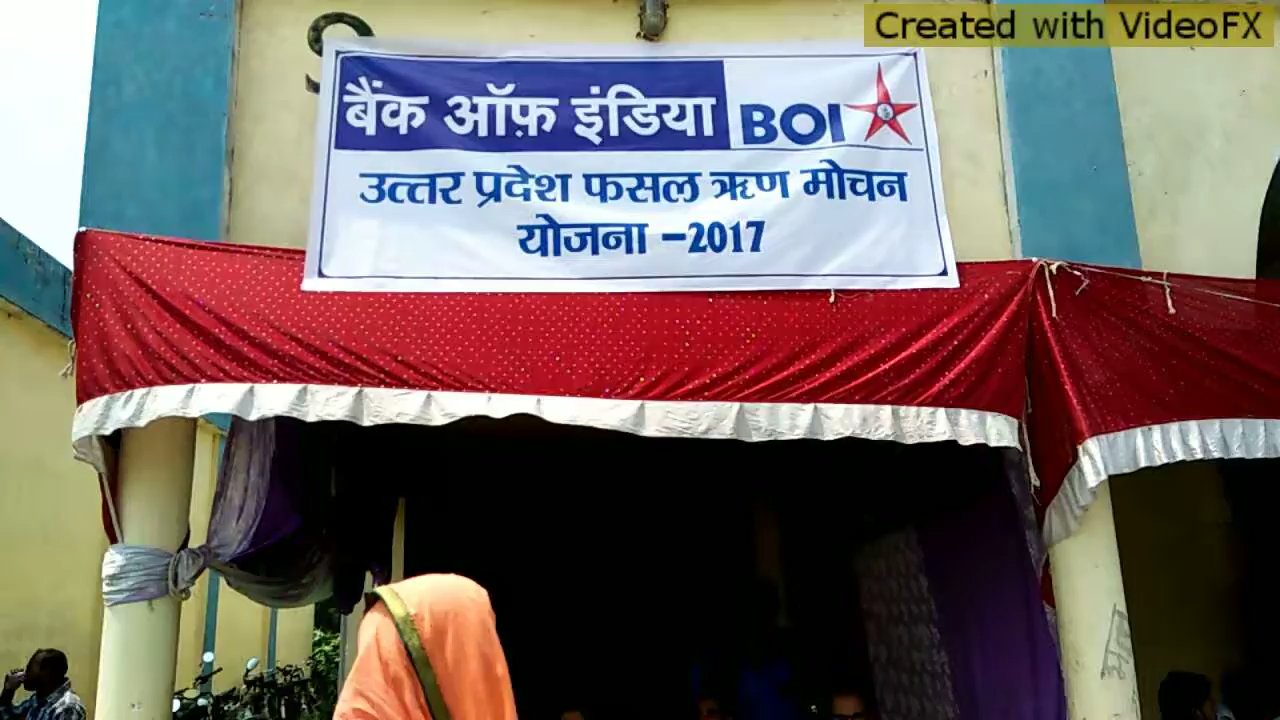 Created with VideoFX
S
बैंक ऑफ़ इंडिया BOI
उत्तर प्रदेश फसल ऋण मोचन
योजना -2017